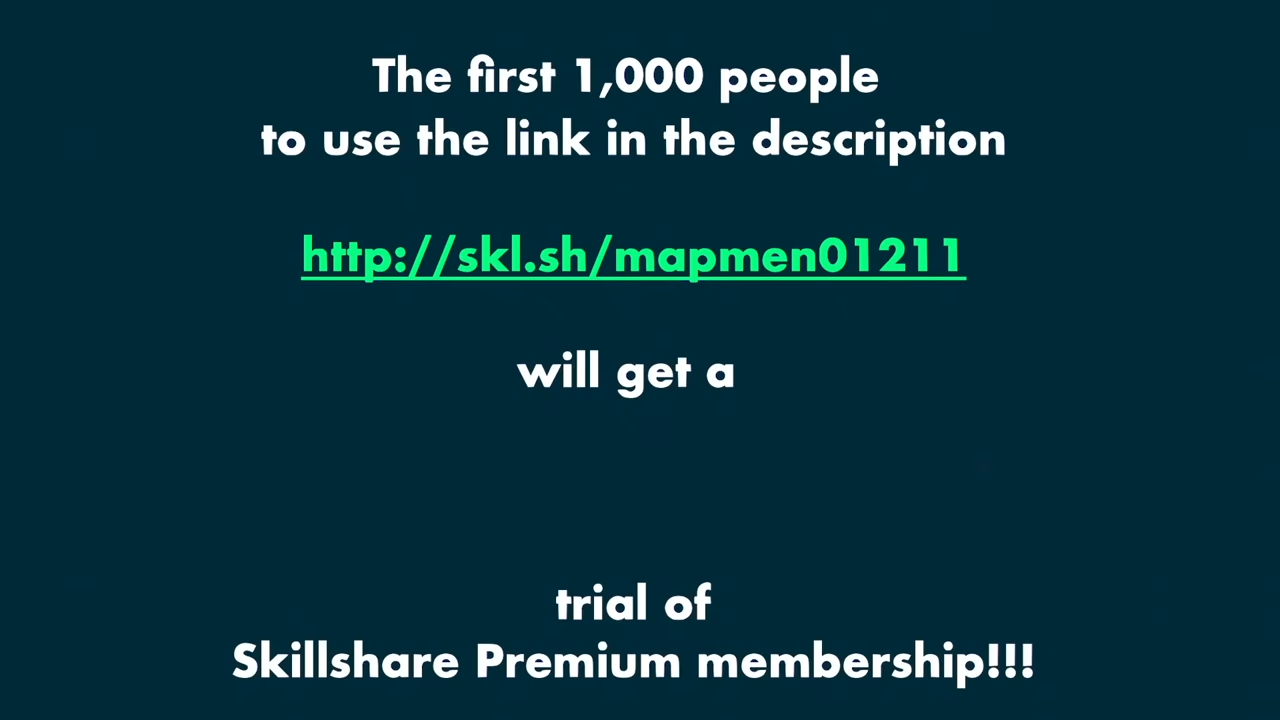 The first 1,000 people
to use the link in the description
http://skl.sh/mapmen01211
will get a
trial of
Skillshare Premium membership!!!